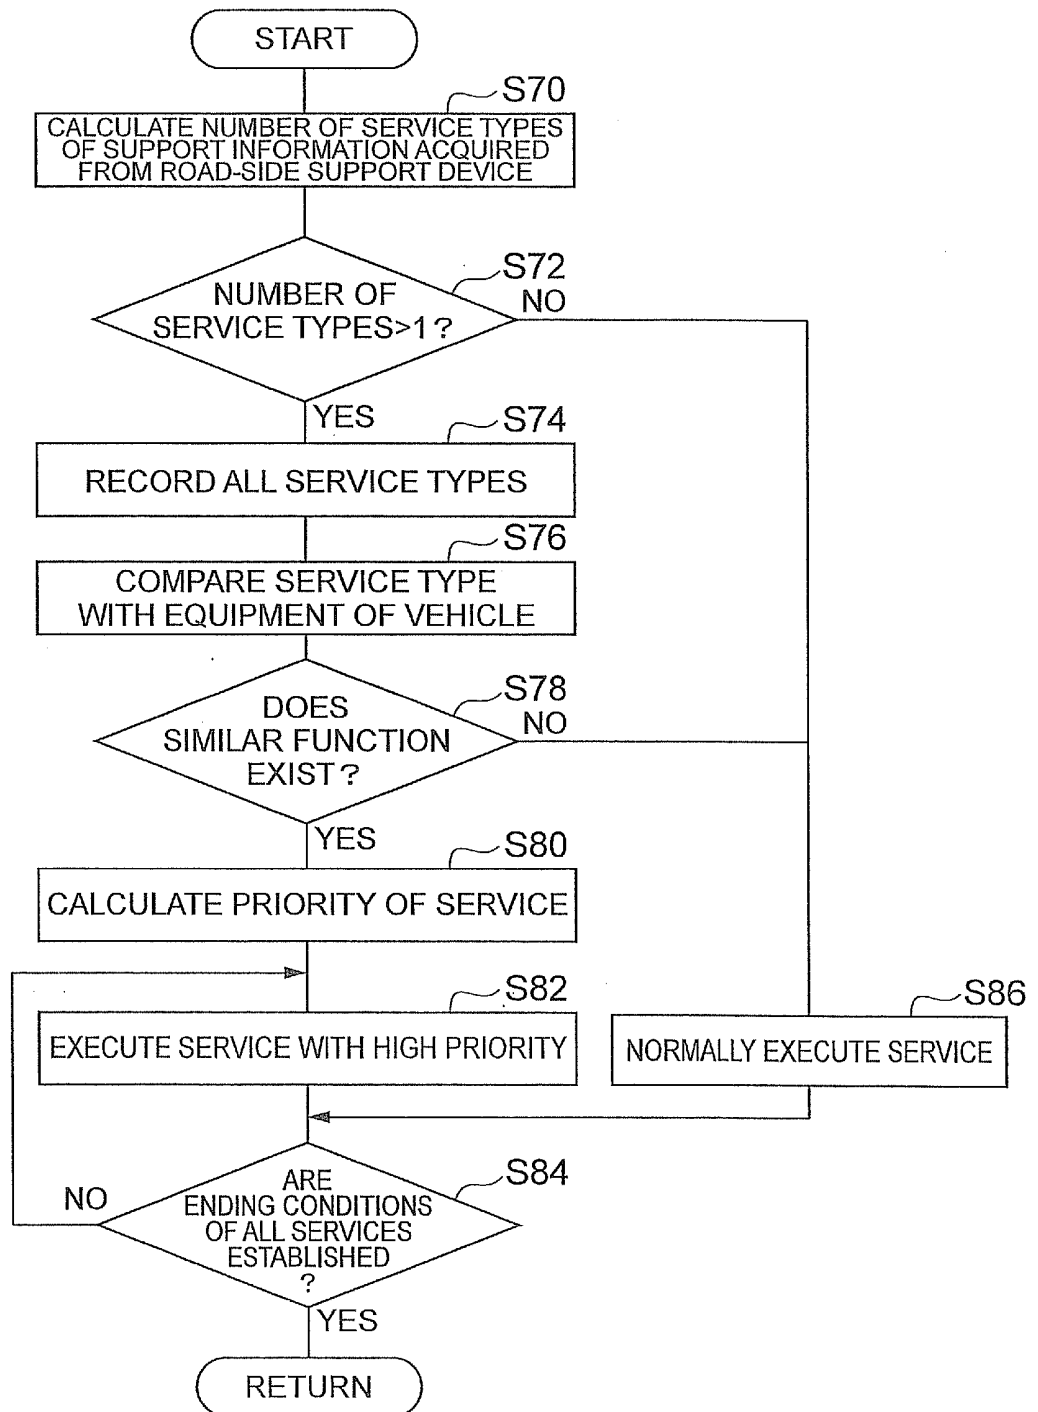 START
S70
CALCULATE NUMBER OF SERVICE TYPES
OF SUPPORT INFORMATION ACQUIRED
FROM ROAD-SIDE SUPPORT DEVICE
S72
NUMBER OF
SERVICE TYPES>1?
NO
YES
S74
RECORD ALL SERVICE TYPES
S76
COMPARE SERVICE TYPE
WITH EQUIPMENT OF VEHICLE
S78
DOES
SIMILAR FUNCTION
EXIST?
NO
YES
S80
CALCULATE PRIORITY OF SERVICE
S82
EXECUTE SERVICE WITH HIGH PRIORITY
S86
NORMALLY EXECUTE SERVICE
S84
ARE
ENDING CONDITIONS
OF ALL SERVICES
ESTABLISHED
?
NO
YES
RETURN